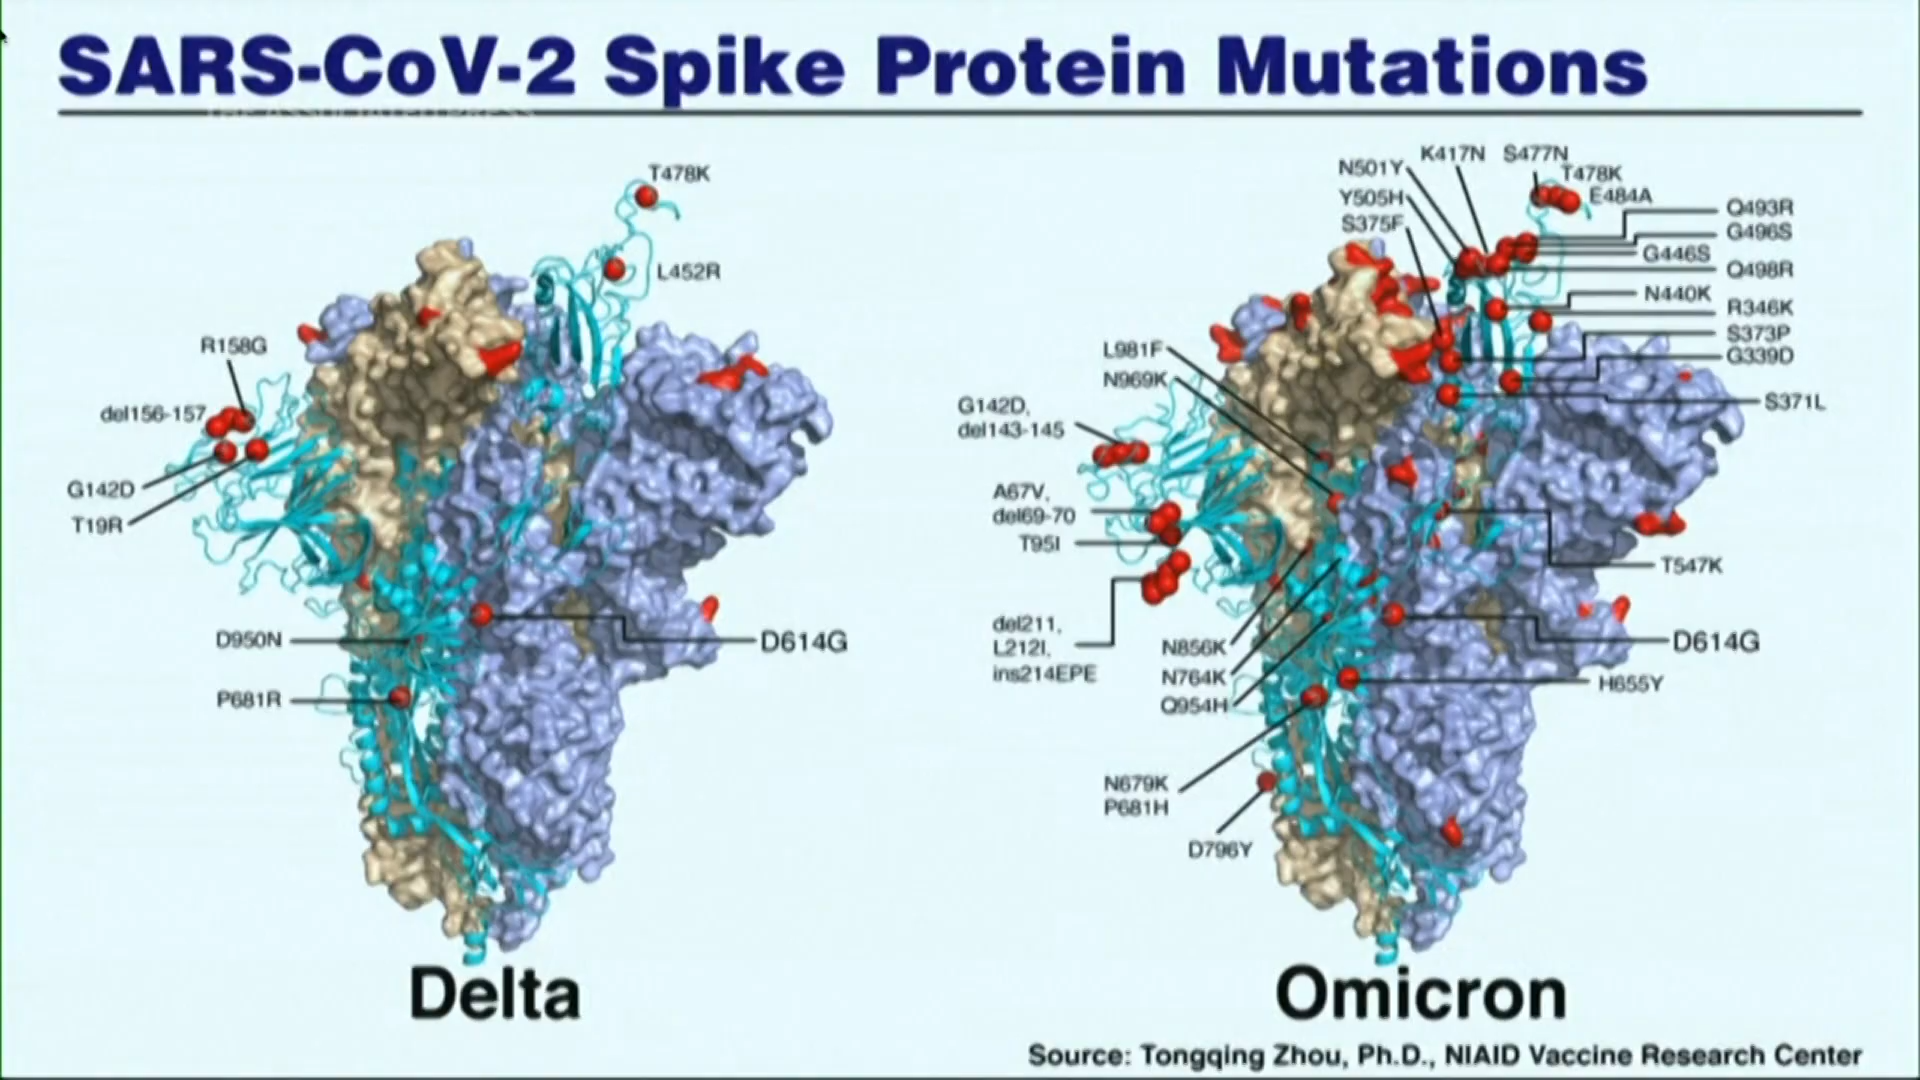 SARS-CoV-2 Spike Protein Mutations
THE ASSOCIATED PRESS
T478K
L452R
R158G
del156-157
G142D
T19R
D950N
D614G
P681R
Delta
K417N
S477N
N501Y
T478K
Y505H
E484A
S375F
Q493R
G496S
G446S
Q498R
N440K
R346K
S373P
G339D
S371L
L981F
N969K
G142D,
del143-145
A67V,
del69-70
T95I
T547K
del211,
L212I,
ins214EPE
N856K
N764K
Q954H
D614G
H655Y
N679K
P681H
D796Y
Omicron
Source: Tongqing Zhou, Ph.D., NIAID Vaccine Research Center